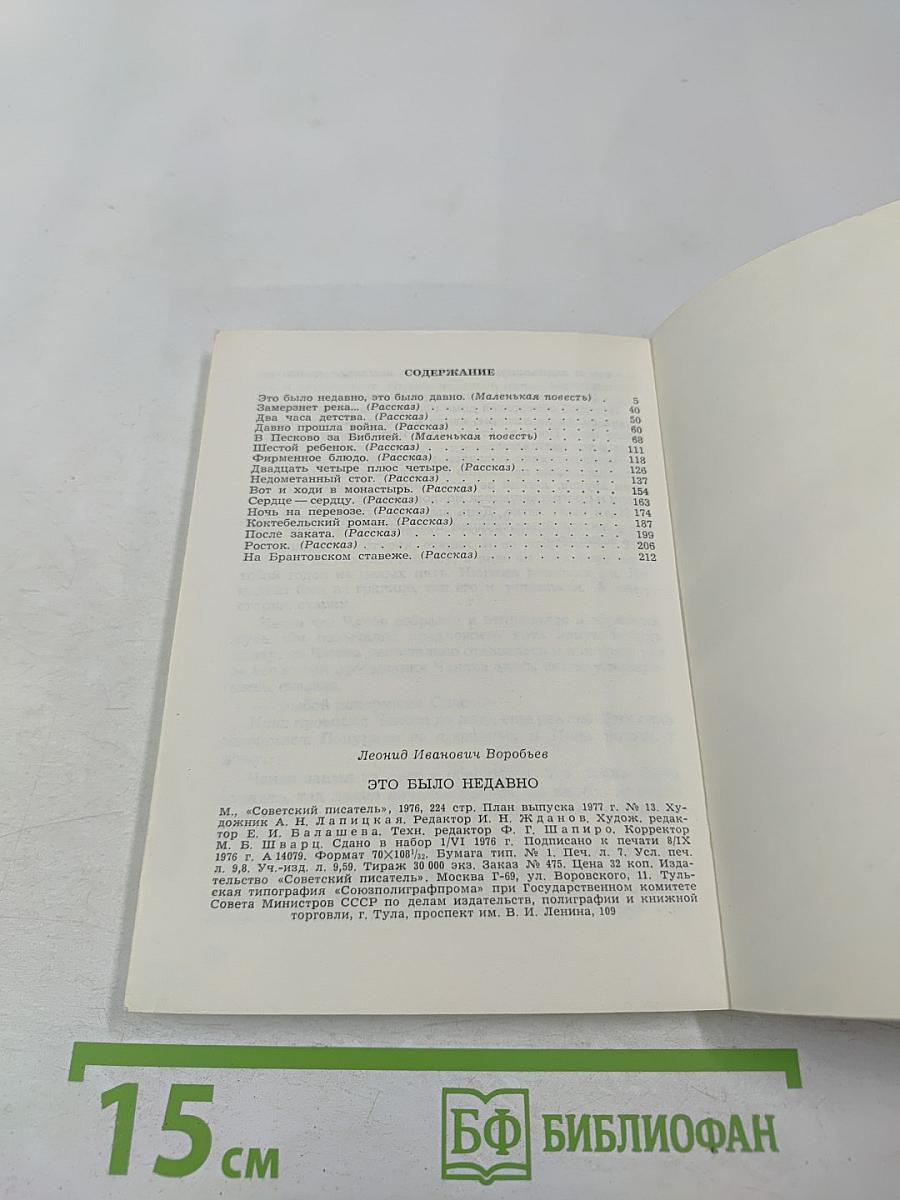 СОДЕРЖАНИЕ
Это было недавно, это было давно. (Маленькая повесть) . 5
Замерзнет река... (Рассказ) . . . . . . . . . . . . 40
Два часа детства. (Рассказ) . . . . . . . . . . . . 50
Давно прошла война. (Рассказ) . . . . . . . . . . . 60
В Песково за Библией. (Маленькая повесть) . . . . . 68
Шестой ребенок. (Рассказ) . . . . . . . . . . . . . 111
Фирменное блюдо. (Рассказ) . . . . . . . . . . . . 118
Двадцать четыре плюс четыре. (Рассказ) . . . . . . . 126
Недометанный стог. (Рассказ) . . . . . . . . . . . 137
Вот и ходи в монастырь. (Рассказ) . . . . . . . . . 154
Сердце — сердцу. (Рассказ) . . . . . . . . . . . . 163
Ночь на перевозе. (Рассказ) . . . . . . . . . . . . 174
Коктебельский роман. (Рассказ) . . . . . . . . . . 187
После заката. (Рассказ) . . . . . . . . . . . . . 199
Росток. (Рассказ) . . . . . . . . . . . . . . . . 206
На Брантовском ставеже. (Рассказ) . . . . . . . . . 212
Леонид Иванович Воробьев
ЭТО БЫЛО НЕДАВНО
М., «Советский писатель», 1976, 224 стр. План выпуска 1977 г. № 13. Ху-
дожник А. Н. Лапицкая. Редактор И. Н. Жданов. Худож. редак-
тор Е. И. Балашева. Техн. редактор Ф. Г. Шапиро. Корректор
М. Б. Шварц. Сдано в набор 1/VI 1976 г. Подписано к печати 8/IX
1976 г. А 14079. Формат 70×108¹/₃₂. Бумага тип. № 1. Печ. л. 7. Усл. печ.
л. 9,8. Уч.-изд. л. 9,59. Тираж 30 000 экз. Заказ № 475. Цена 32 коп. Изда-
тельство «Советский писатель», Москва Г-69, ул. Воровского, 11. Туль-
ская типография «Союзполиграфпрома» при Государственном комитете
Совета Министров СССР по делам издательств, полиграфии и книжной
торговли, г. Тула, проспект им. В. И. Ленина, 109
15 см
БФ БИБЛИОФАН